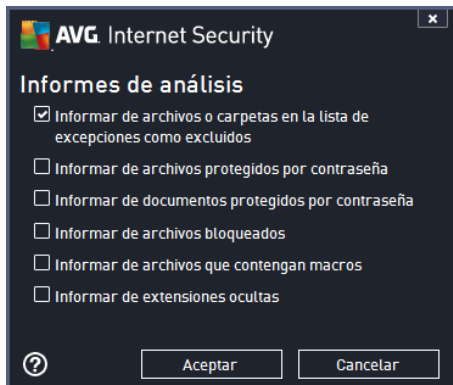 AVG. Internet Security
Informes de análisis
Informar de archivos o carpetas en la lista de
excepciones como excluidos
Informar de archivos protegidos por contraseña
Informar de documentos protegidos por contraseña
Informar de archivos bloqueados
Informar de archivos que contengan macros
Informar de extensiones ocultas
? Aceptar Cancelar